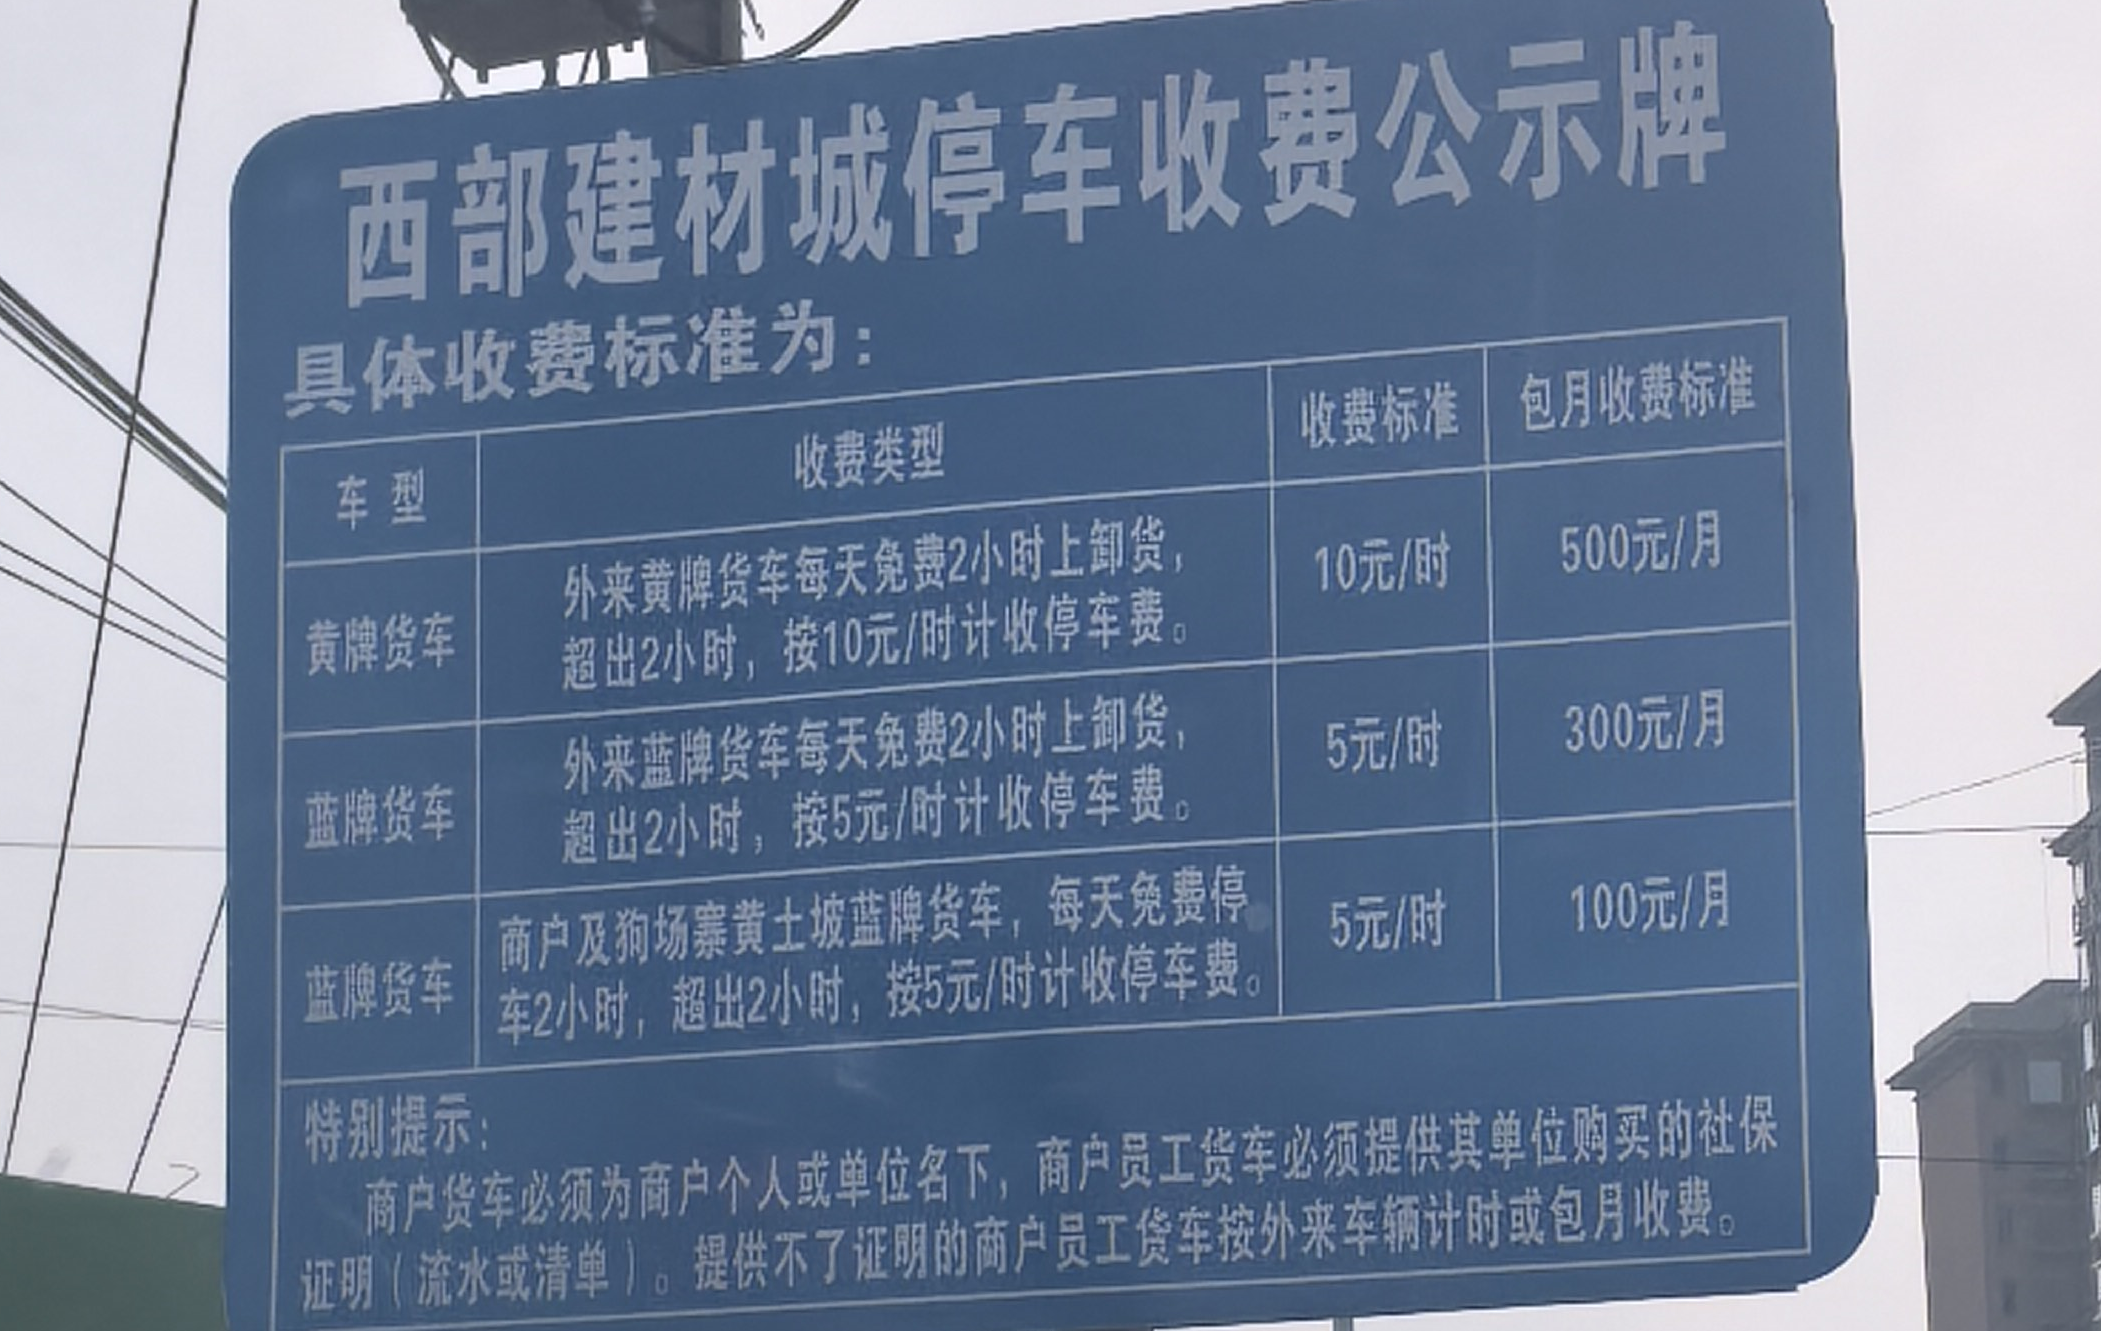 西部建材城停车收费公示牌
具体收费标准为：
车型 收费类型 收费标准 包月收费标准
黄牌货车 外来黄牌货车每天免费2小时上卸货， 10元/时 500元/月
超出2小时，按10元/时计收停车费。
蓝牌货车 外来蓝牌货车每天免费2小时上卸货， 5元/时 300元/月
超出2小时，按5元/时计收停车费。
蓝牌货车 商户及狗场寨黄土坡蓝牌货车，每天免费停 5元/时 100元/月
车2小时，超出2小时，按5元/时计收停车费。
特别提示：
商户货车必须为商户个人或单位名下，商户员工货车必须提供其单位购买的社保
证明（流水或清单）。提供不了证明的商户员工货车按外来车辆计时或包月收费。